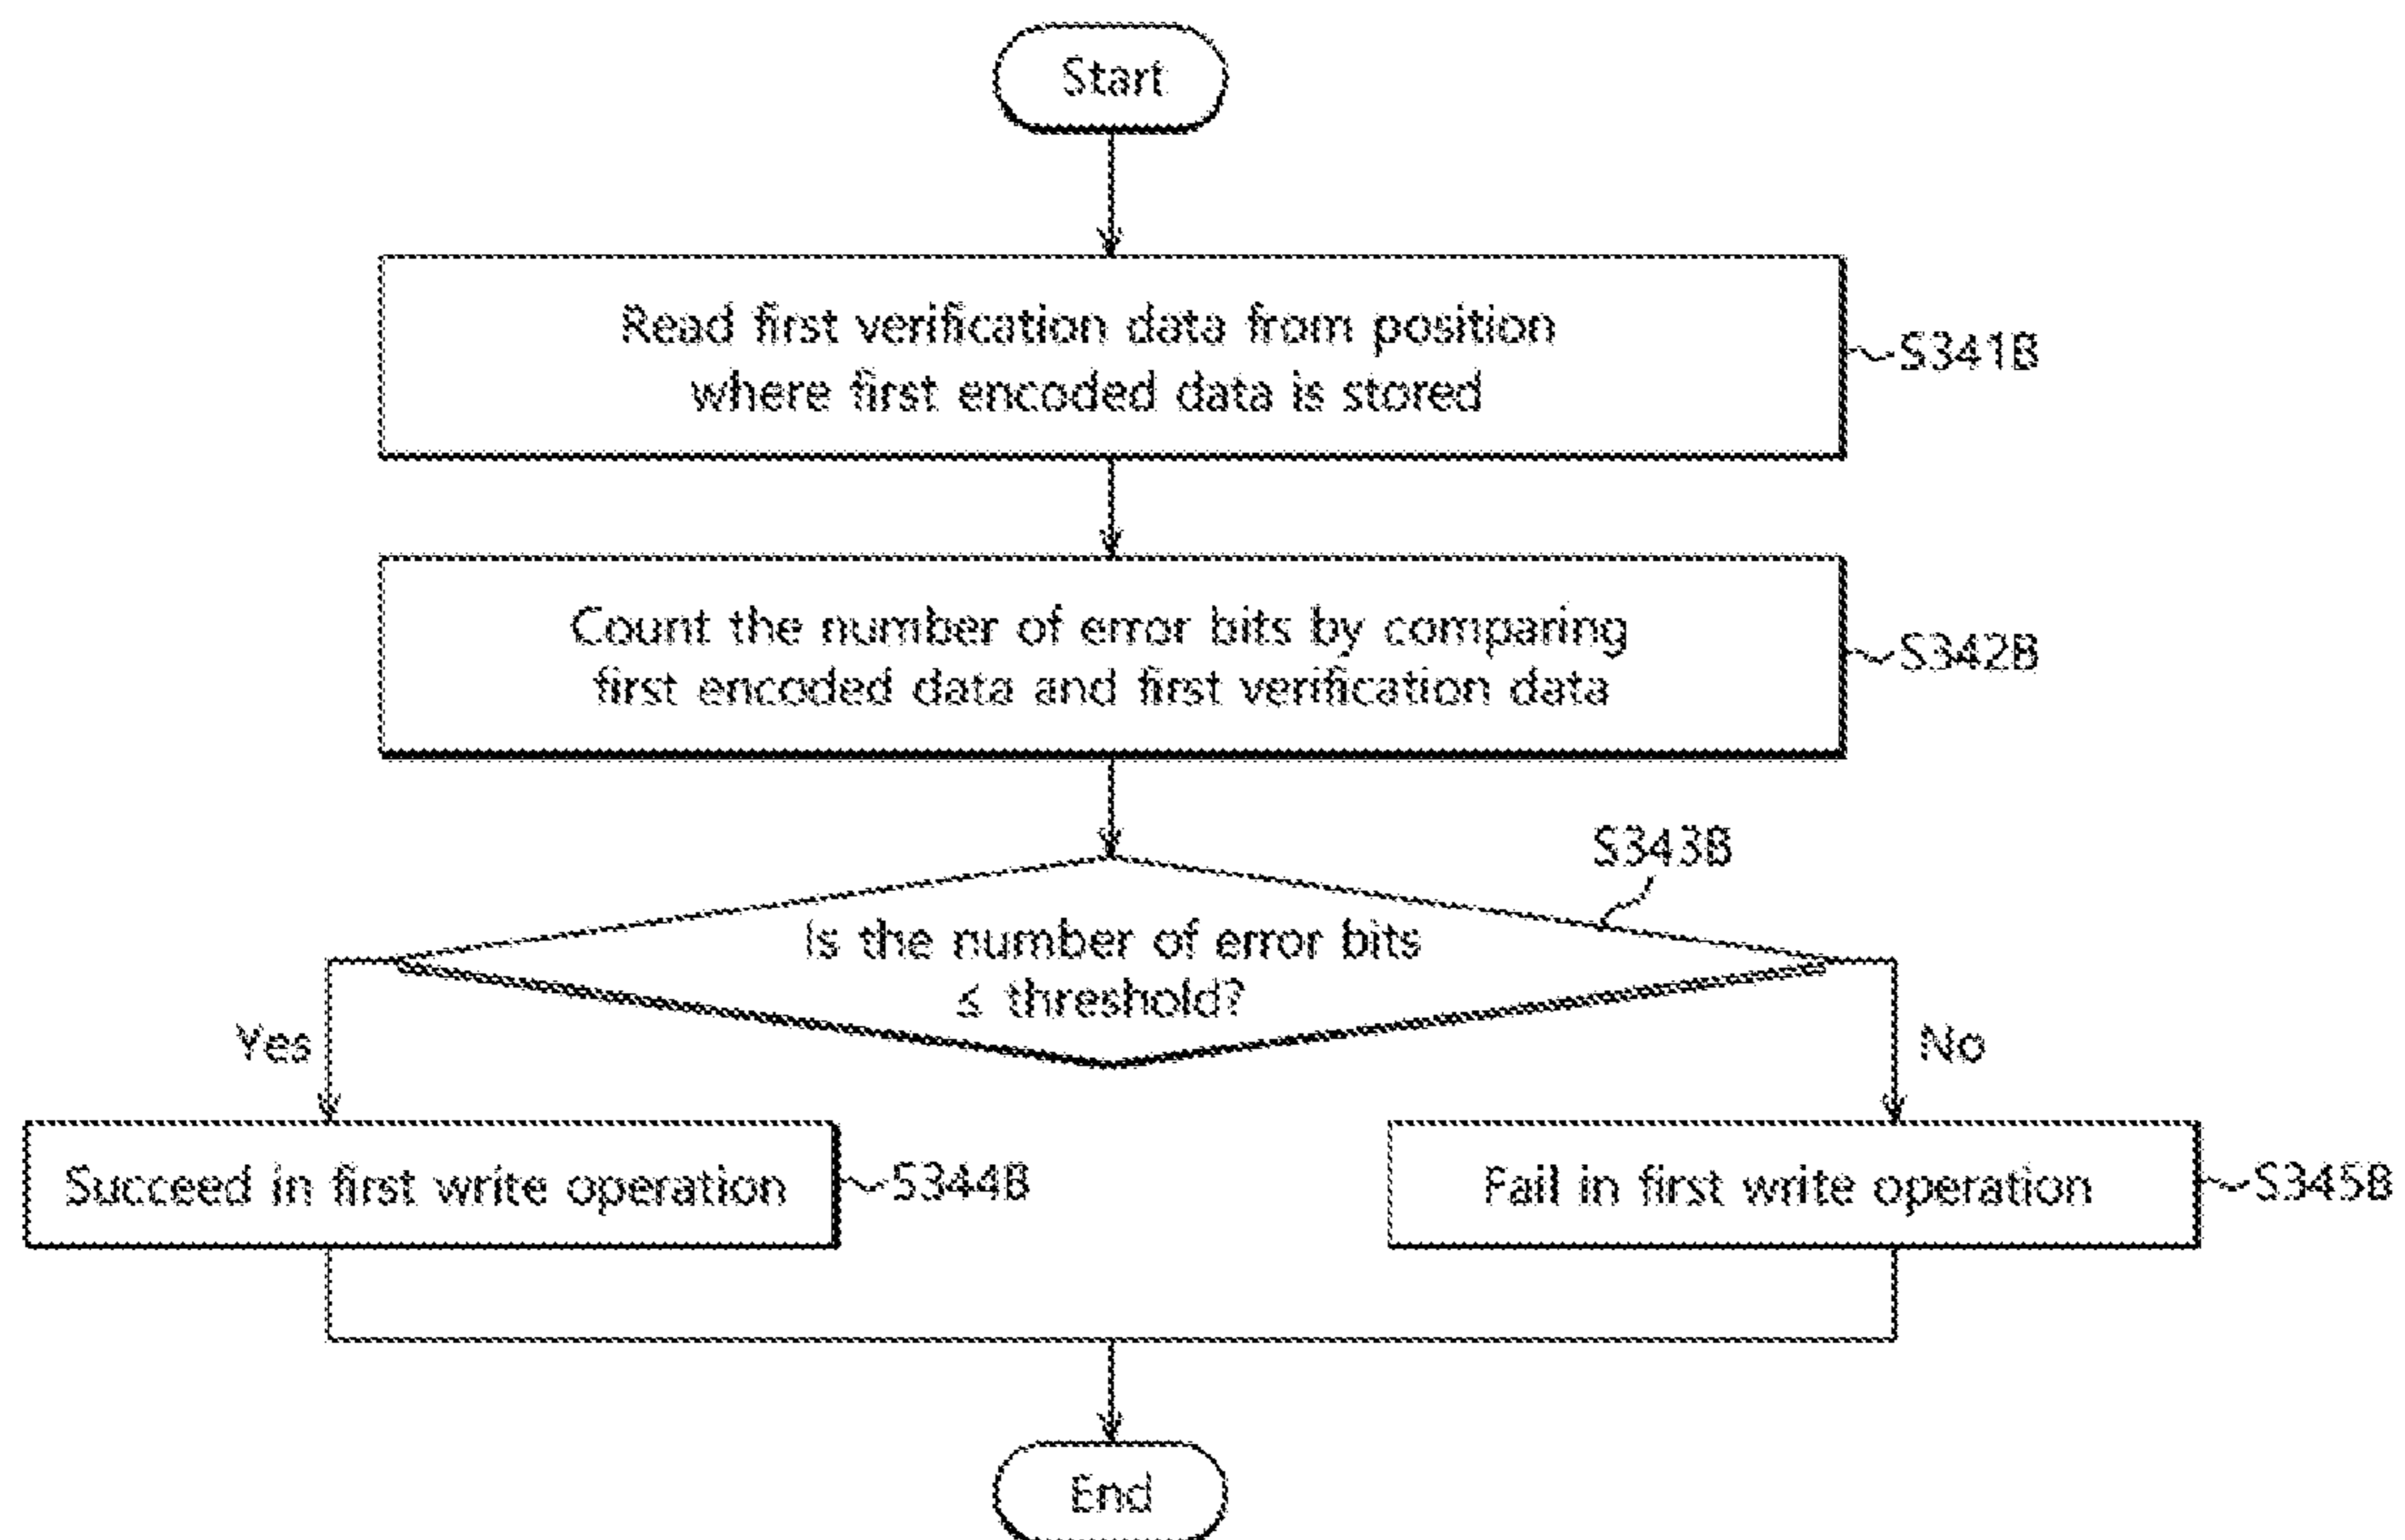 Start
Read first verification data from position
where first encoded data is stored
S341B
Count the number of error bits by comparing
first encoded data and first verification data
S342B
S343B
Is the number of error bits
≤ threshold?
Yes
No
Succeed in first write operation
S344B
Fail in first write operation
S345B
End